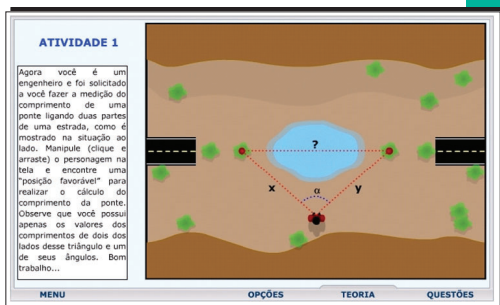 ATIVIDADE 1
Agora você é um
engenheiro e foi solicitado
a você fazer a medição do
comprimento de uma
ponte ligando duas partes
de uma estrada, como é
mostrado na situação ao
lado. Manipule (clique e
arraste) o personagem na
tela e encontre uma
"posição favorável" para
realizar o cálculo do
comprimento da ponte.
Observe que você possui
apenas os valores dos
comprimentos de dois dos
lados desse triângulo e um
de seus ângulos. Bom
trabalho...
?
x
α
y
MENU
OPÇÕES
TEORIA
QUESTÕES